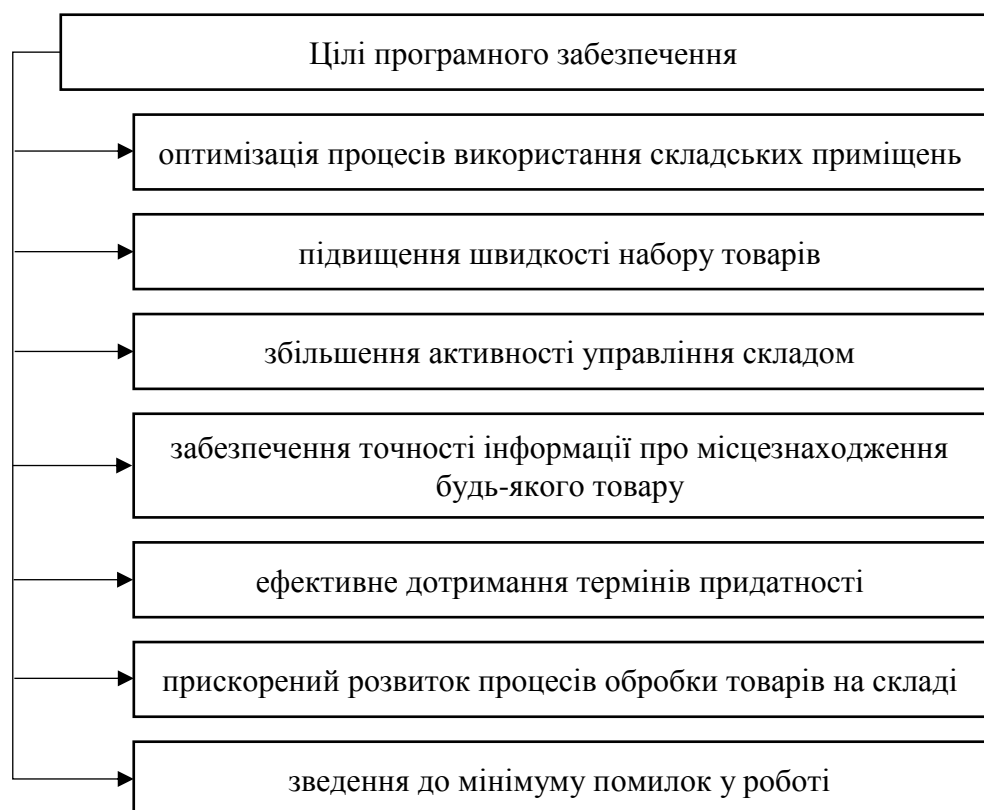 Цілі програмного забезпечення
оптимізація процесів використання складських приміщень
підвищення швидкості набору товарів
збільшення активності управління складом
забезпечення точності інформації про місцезнаходження
будь-якого товару
ефективне дотримання термінів придатності
прискорений розвиток процесів обробки товарів на складі
зведення до мінімуму помилок у роботі